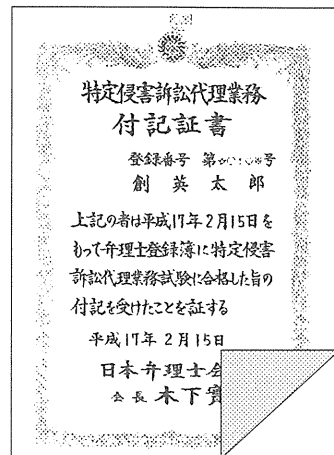 特定侵害訴訟代理業務
付記証書
登録番号 第 号
創英太郎
上記の者は平成17年2月15日を
もって弁理士登録簿に特定侵害
訴訟代理業務試験に合格した旨の
付記を受けたことを証する
平成17年2月15日
日本弁理士会
会長 木下實